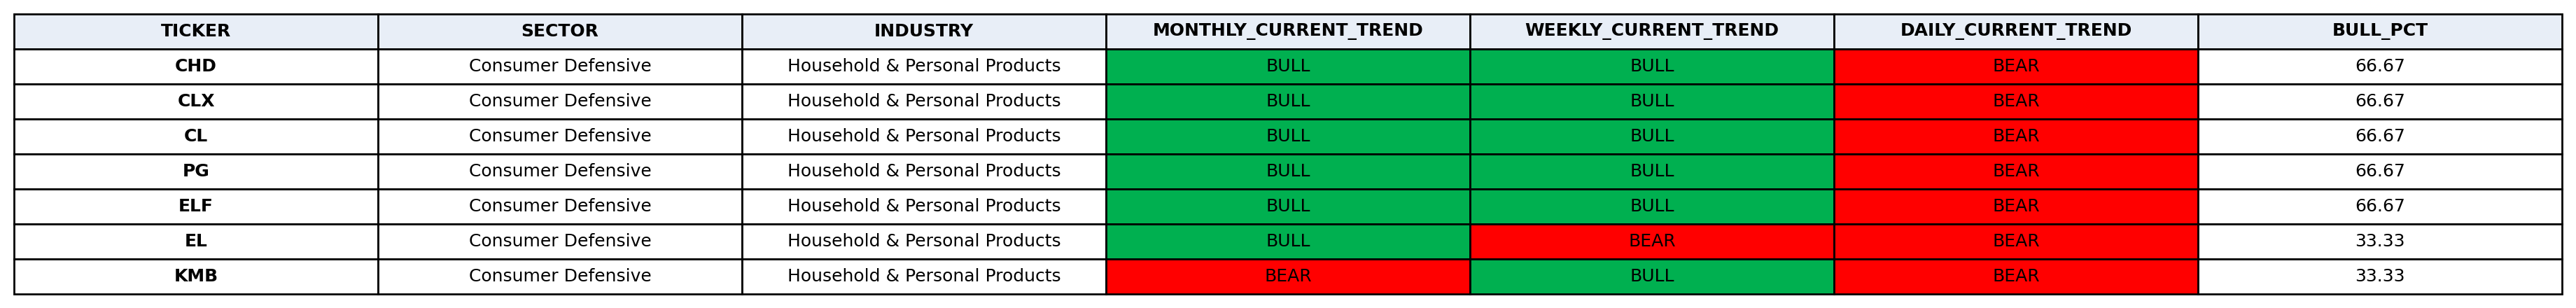 TICKER SECTOR INDUSTRY MONTHLY_CURRENT_TREND WEEKLY_CURRENT_TREND DAILY_CURRENT_TREND BULL_PCT
CHD Consumer Defensive Household & Personal Products BULL BULL BEAR 66.67
CLX Consumer Defensive Household & Personal Products BULL BULL BEAR 66.67
CL Consumer Defensive Household & Personal Products BULL BULL BEAR 66.67
PG Consumer Defensive Household & Personal Products BULL BULL BEAR 66.67
ELF Consumer Defensive Household & Personal Products BULL BULL BEAR 66.67
EL Consumer Defensive Household & Personal Products BULL BEAR BEAR 33.33
KMB Consumer Defensive Household & Personal Products BEAR BULL BEAR 33.33